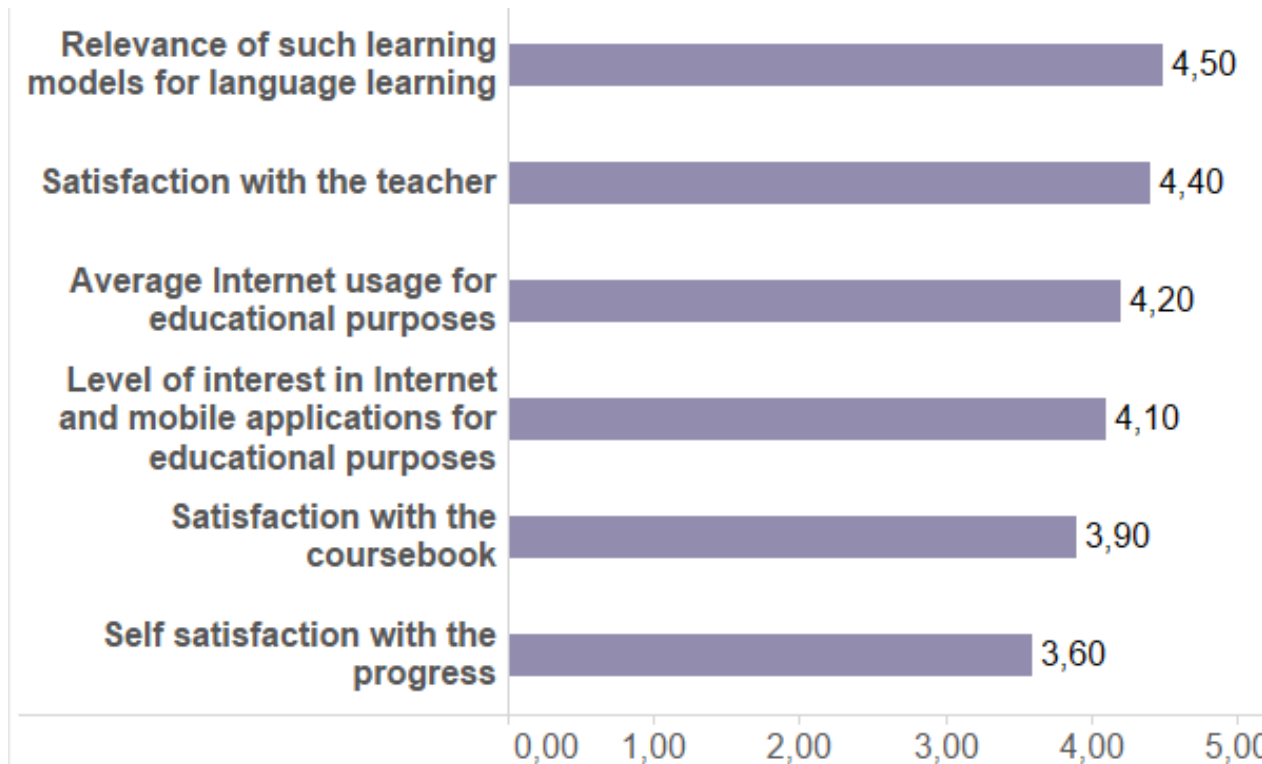 Relevance of such learning
models for language learning
4,50
Satisfaction with the teacher
4,40
Average Internet usage for
educational purposes
4,20
Level of interest in Internet
and mobile applications for
educational purposes
4,10
Satisfaction with the
coursebook
3,90
Self satisfaction with the
progress
3,60
0,00 1,00 2,00 3,00 4,00 5,00